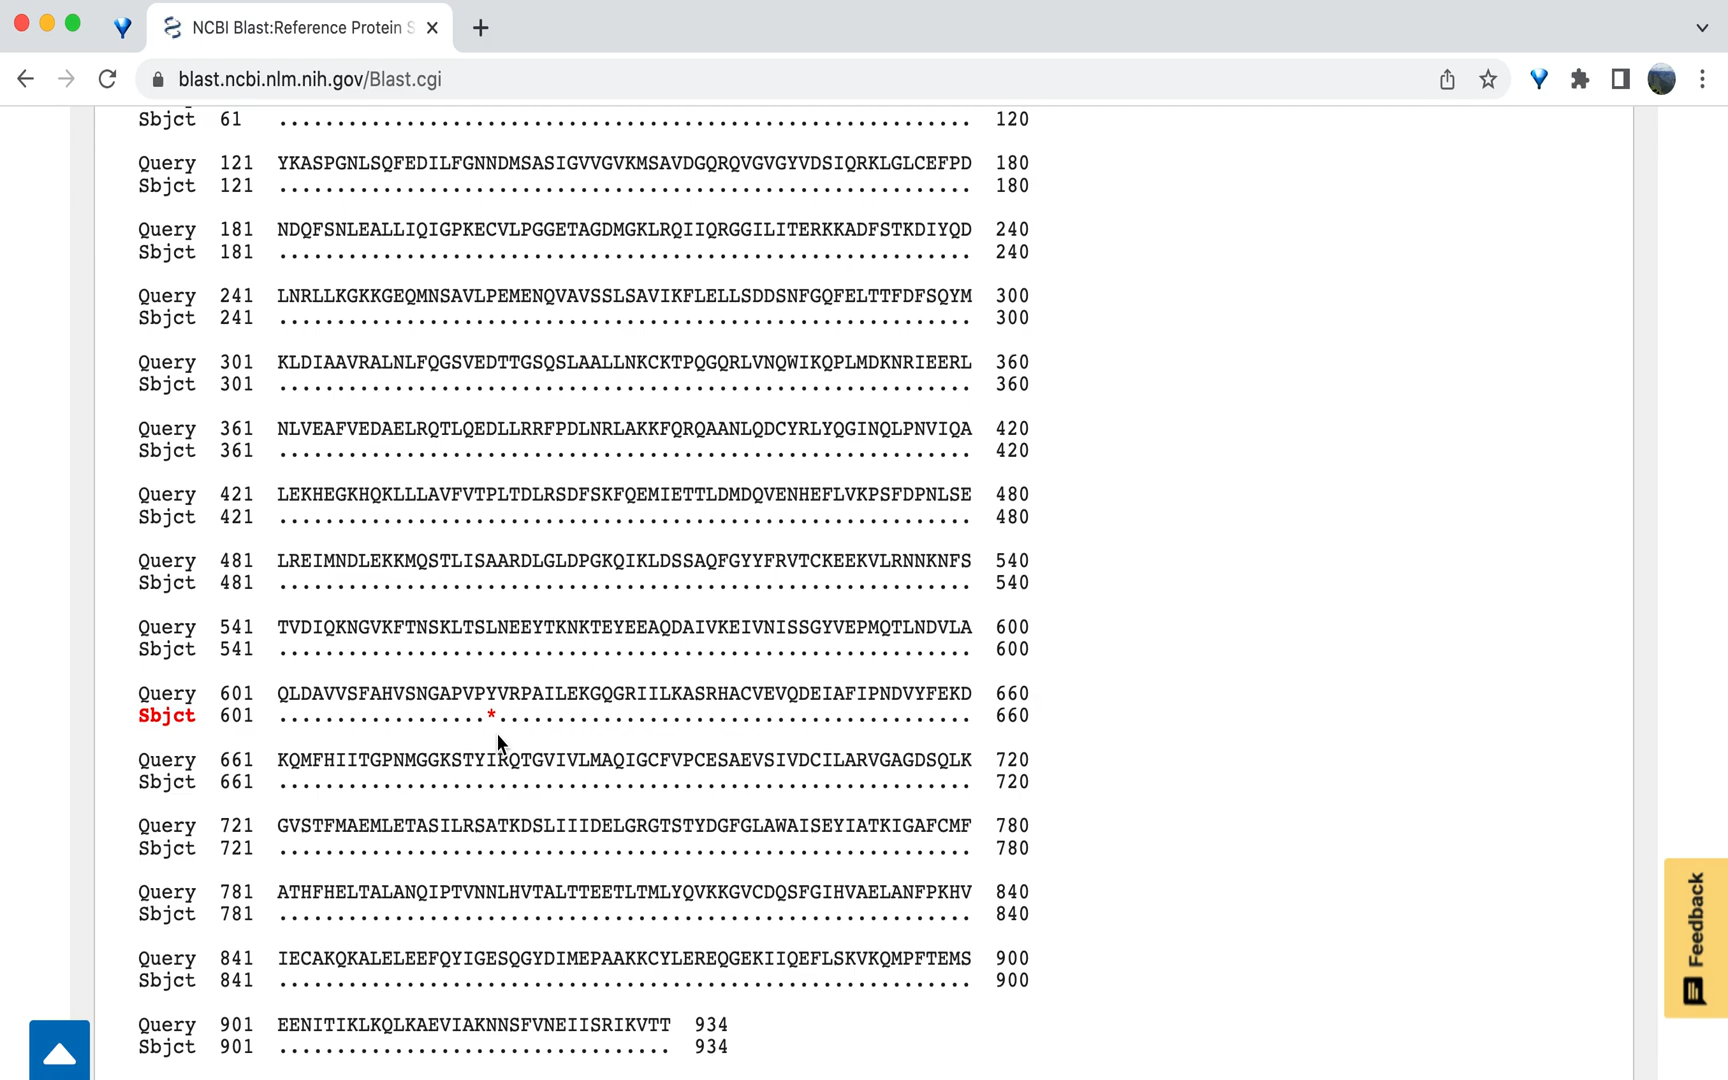 NCBI Blast:Reference Protein S
blast.ncbi.nlm.nih.gov/Blast.cgi
Sbjct 61 ............................................................ 120
Query 121 YKASPGNLSQFEDILFGNNDMSASIGVVGVKMSAVDGQRQVGVGYVDSIQRKLGLCEFPD 180
Sbjct 121 ............................................................ 180
Query 181 NDQFSNLEALLIQIGPKECVLPGGETAGDMGKLRQIIQRGGILITERKKADFSTKDIYQD 240
Sbjct 181 ............................................................ 240
Query 241 LNRLLKGKKGEQMNSAVLPEMENQVAVSSLSAVIKFLELLSDDSNFGQFELTTFDFSQYM 300
Sbjct 241 ............................................................ 300
Query 301 KLDIAAVRALNLFQGSVEDTTGSQSLAALLNKCKTPQGQRLVNQWIKQPLMDKNRIEERL 360
Sbjct 301 ............................................................ 360
Query 361 NLVEAFVEDAELRQTLQEDLLRRFPDLNRLAKKFQRQAANLQDCYRLYQGINQLPNVIQA 420
Sbjct 361 ............................................................ 420
Query 421 LEKHEGKHQKLLLAVFVTPLTDLRSDFSKFQEMIETTLDMDQVENHEFLVKPSFDPNLSE 480
Sbjct 421 ............................................................ 480
Query 481 LREIMNDLEKKMQSTLISAARDLGLDPGKQIKLDSSAQFGYYFRVTCKEEKVLRNNKNFS 540
Sbjct 481 ............................................................ 540
Query 541 TVDIQKNGVKFTNSKLTSLNEEYTKNKTEYEEAQDAIVKEIVNISSGYVEPMQTLNDVLA 600
Sbjct 541 ............................................................ 600
Query 601 QLDAVVSFAHVSNGAPVPYVRPAILEKGQGRIILKASRHACVEVQDEIAFIPNDVYFEKD 660
Sbjct 601 ..................*......................................... 660
Query 661 KQMFHIITGPNMGGKSTYIRQTGVIVLMAQIGCFVPCESAEVSIVDCILARVGAGDSQLK 720
Sbjct 661 ............................................................ 720
Query 721 GVSTFMAEMLETASILRSATKDSLIIIDELGRGTSTYDGFGLAWAISEYIATKIGAFCMF 780
Sbjct 721 ............................................................ 780
Query 781 ATHFHELTALANQIPTVNNLHVTALTTEETLTMLYQVKKGVCDQSFGIHVAELANFPKHV 840
Sbjct 781 ............................................................ 840
Query 841 IECAKQKALELEEFQYIGESQGYDIMEPAAKKCYLEREQGEKIIQEFLSKVKQMPFTEMS 900
Sbjct 841 ............................................................ 900
Query 901 EENITIKLKQLKAEVIAKNNSFVNEIISRIKVTT 934
Sbjct 901 .................................. 934
Feedback